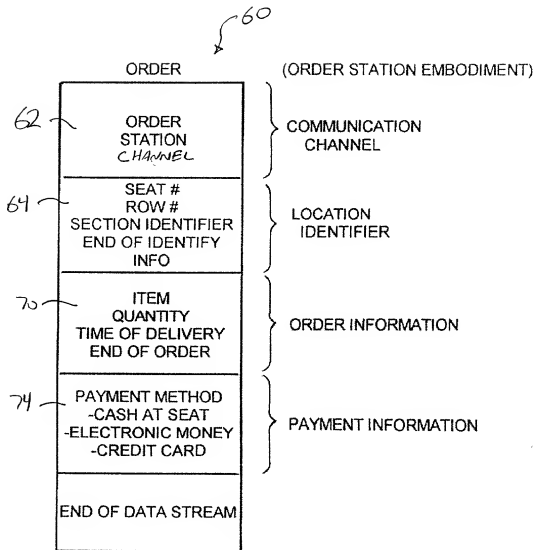 60
ORDER (ORDER STATION EMBODIMENT)
62
ORDER
STATION
CHANNEL
COMMUNICATION
CHANNEL
64
SEAT #
ROW #
SECTION IDENTIFIER
END OF IDENTIFY
INFO
LOCATION
IDENTIFIER
70
ITEM
QUANTITY
TIME OF DELIVERY
END OF ORDER
ORDER INFORMATION
74
PAYMENT METHOD
-CASH AT SEAT
-ELECTRONIC MONEY
-CREDIT CARD
PAYMENT INFORMATION
END OF DATA STREAM